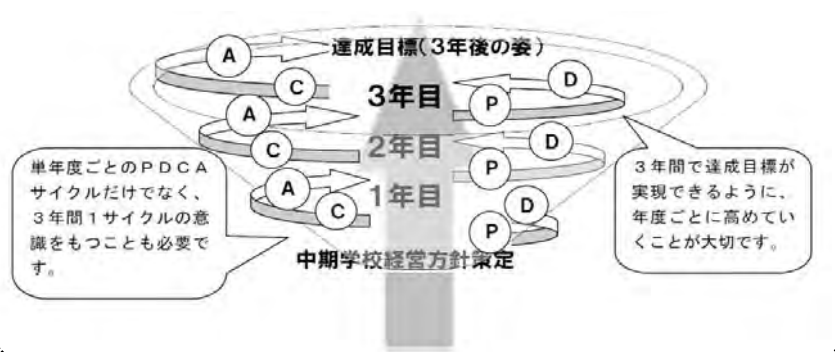 達成目標(3年後の姿)
A
C
3年目
D
P
A
C
2年目
D
P
A
C
1年目
D
P
中期学校経営方針策定
単年度ごとのPDCA
サイクルだけでなく、
3年間1サイクルの意
識をもつことも必要で
す。
3年間で達成目標が
実現できるように、
年度ごとに高めてい
くことが大切です。